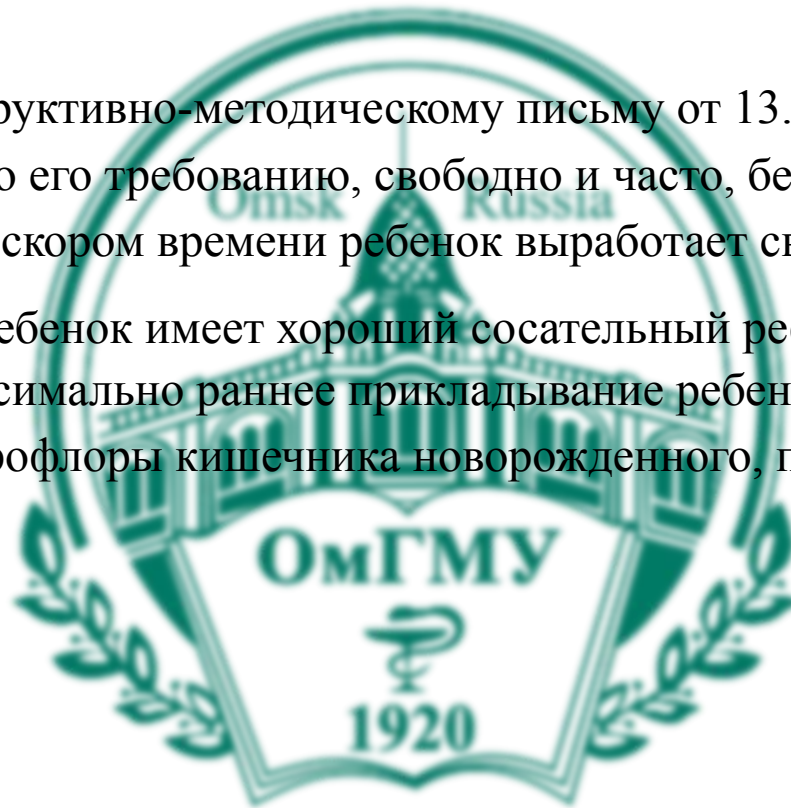 руктивно-методическому письму от 13.
о его требованию, свободно и часто, бе
Omsk Russia
скором времени ребенок выработает св
ебенок имеет хороший сосательный ре
симально раннее прикладывание ребен
рофлоры кишечника новорожденного, п
ОмГМУ
1920